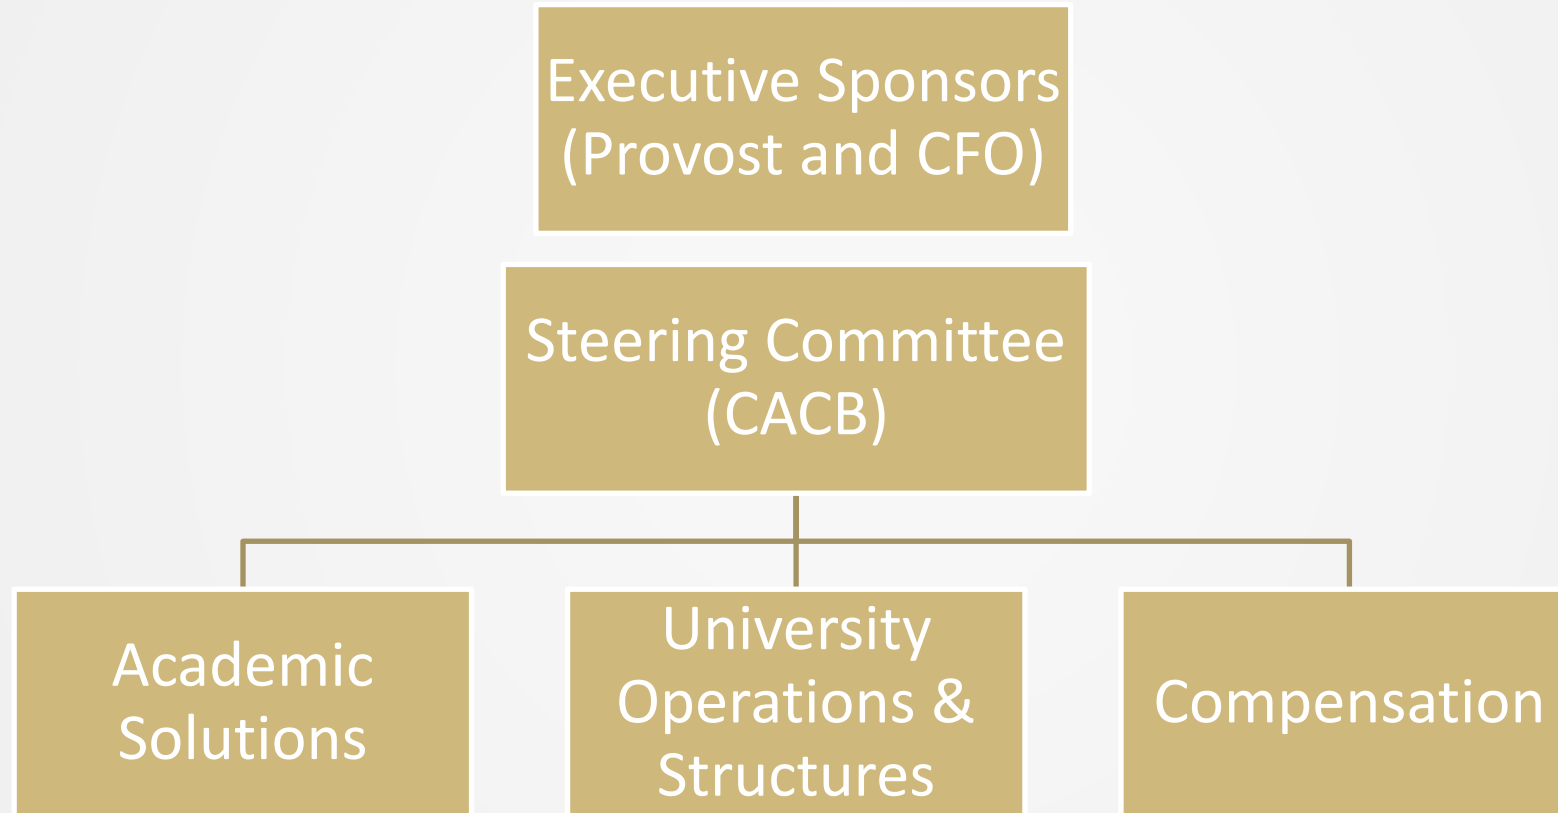 Executive Sponsors
(Provost and CFO)
Steering Committee
(CACB)
Academic
Solutions
University
Operations &
Structures
Compensation